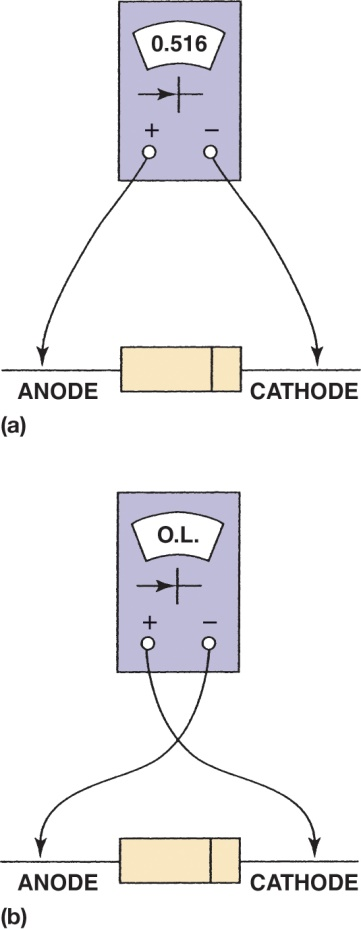 0.516
+ −
ANODE CATHODE
(a)
O.L.
+ −
ANODE CATHODE
(b)